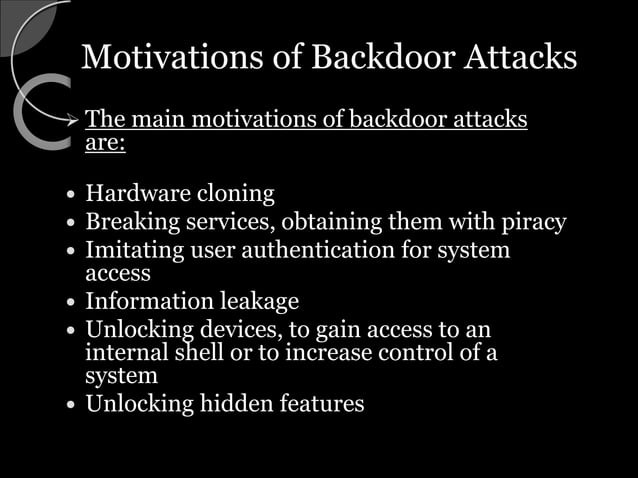 Motivations of Backdoor Attacks
The main motivations of backdoor attacks
are:
Hardware cloning
Breaking services, obtaining them with piracy
Imitating user authentication for system
access
Information leakage
Unlocking devices, to gain access to an
internal shell or to increase control of a
system
Unlocking hidden features